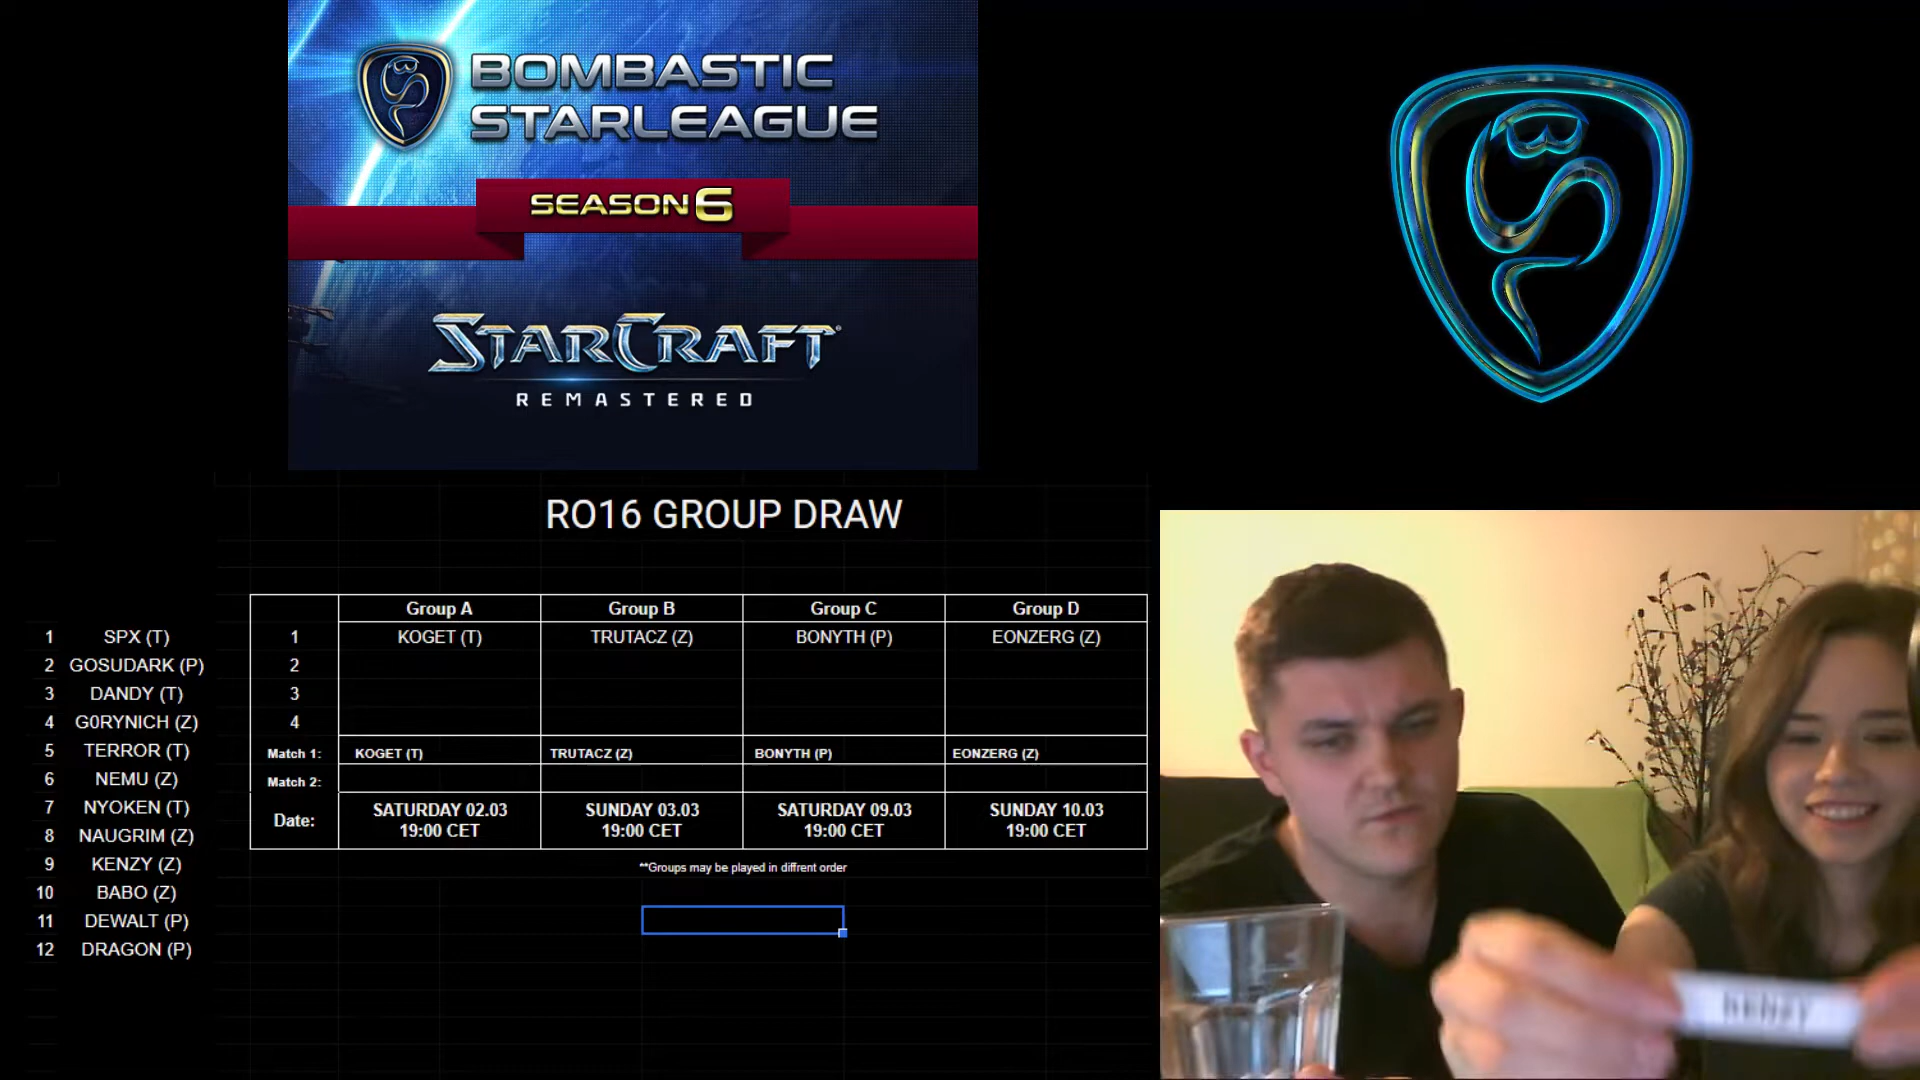 BOMBASTIC
STARLEAGUE
SEASON 6
STARCRAFT
REMASTERED
RO16 GROUP DRAW
1 SPX (T)
2 GOSUDARK (P)
3 DANDY (T)
4 G0RYNICH (Z)
5 TERROR (T)
6 NEMU (Z)
7 NYOKEN (T)
8 NAUGRIM (Z)
9 KENZY (Z)
10 BABO (Z)
11 DEWALT (P)
12 DRAGON (P)
Group A Group B Group C Group D
1 KOGET (T) TRUTACZ (Z) BONYTH (P) EONZERG (Z)
2
3
4
Match 1: KOGET (T) TRUTACZ (Z) BONYTH (P) EONZERG (Z)
Match 2:
Date: SATURDAY 02.03 SUNDAY 03.03 SATURDAY 09.03 SUNDAY 10.03
19:00 CET 19:00 CET 19:00 CET 19:00 CET
**Groups may be played in diffrent order